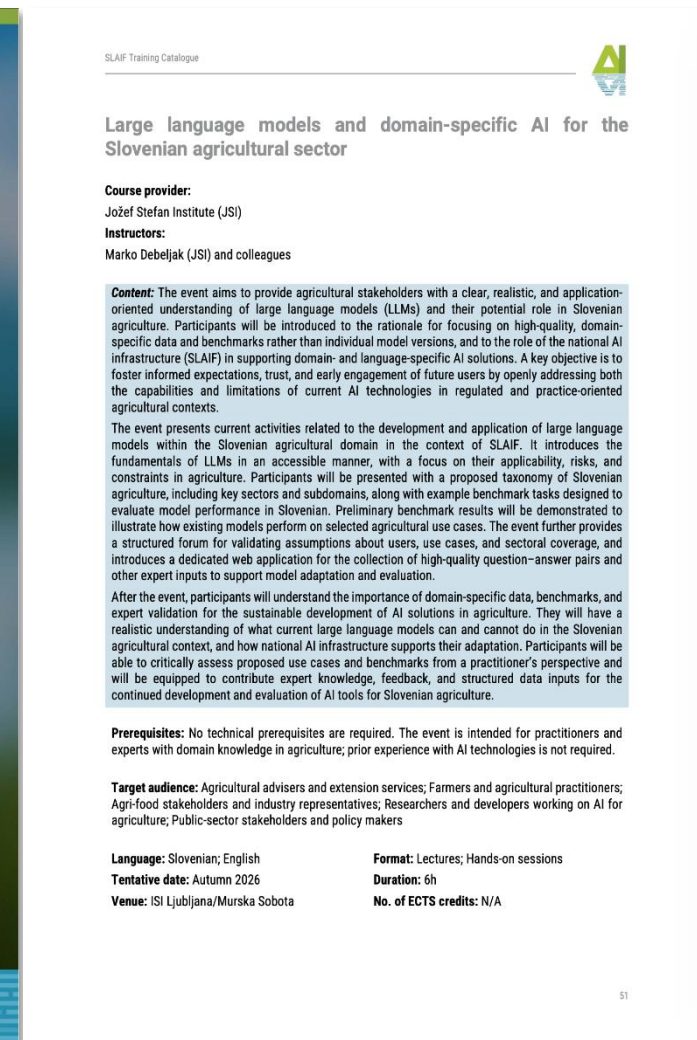 SLAIF Training Catalogue
AI
Large language models and domain-specific AI for the
Slovenian agricultural sector
Course provider:
Jožef Stefan Institute (JSI)
Instructors:
Marko Debeljak (JSI) and colleagues
Content: The event aims to provide agricultural stakeholders with a clear, realistic, and application-
oriented understanding of large language models (LLMs) and their potential role in Slovenian
agriculture. Participants will be introduced to the rationale for focusing on high-quality, domain-
specific data and benchmarks rather than individual model versions, and to the role of the national AI
infrastructure (SLAIF) in supporting domain- and language-specific AI solutions. A key objective is to
foster informed expectations, trust, and early engagement of future users by openly addressing both
the capabilities and limitations of current AI technologies in regulated and practice-oriented
agricultural contexts.
The event presents current activities related to the development and application of large language
models within the Slovenian agricultural domain in the context of SLAIF. It introduces the
fundamentals of LLMs in an accessible manner, with a focus on their applicability, risks, and
constraints in agriculture. Participants will be presented with a proposed taxonomy of Slovenian
agriculture, including key sectors and subdomains, along with example benchmark tasks designed to
evaluate model performance in Slovenian. Preliminary benchmark results will be demonstrated to
illustrate how existing models perform on selected agricultural use cases. The event further provides
a structured forum for validating assumptions about users, use cases, and sectoral coverage, and
introduces a dedicated web application for the collection of high-quality question–answer pairs and
other expert inputs to support model adaptation and evaluation.
After the event, participants will understand the importance of domain-specific data, benchmarks, and
expert validation for the sustainable development of AI solutions in agriculture. They will have a
realistic understanding of what current large language models can and cannot do in the Slovenian
agricultural context, and how national AI infrastructure supports their adaptation. Participants will be
able to critically assess proposed use cases and benchmarks from a practitioner's perspective and
will be equipped to contribute expert knowledge, feedback, and structured data inputs for the
continued development and evaluation of AI tools for Slovenian agriculture.
Prerequisites: No technical prerequisites are required. The event is intended for practitioners and
experts with domain knowledge in agriculture; prior experience with AI technologies is not required.
Target audience: Agricultural advisers and extension services; Farmers and agricultural practitioners;
Agri-food stakeholders and industry representatives; Researchers and developers working on AI for
agriculture; Public-sector stakeholders and policy makers
Language: Slovenian; English
Format: Lectures; Hands-on sessions
Tentative date: Autumn 2026
Duration: 6h
Venue: ISI Ljubljana/Murska Sobota
No. of ECTS credits: N/A
51